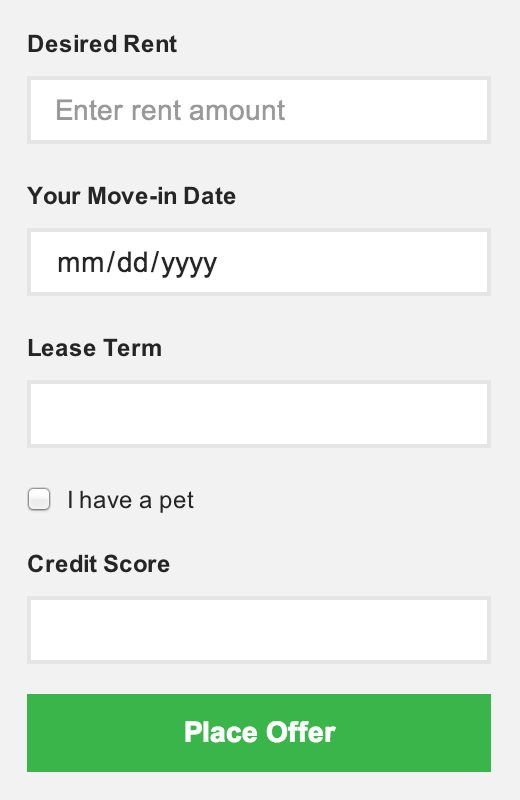 Desired Rent
Enter rent amount
Your Move-in Date
mm/dd/yyyy
Lease Term
I have a pet
Credit Score
Place Offer